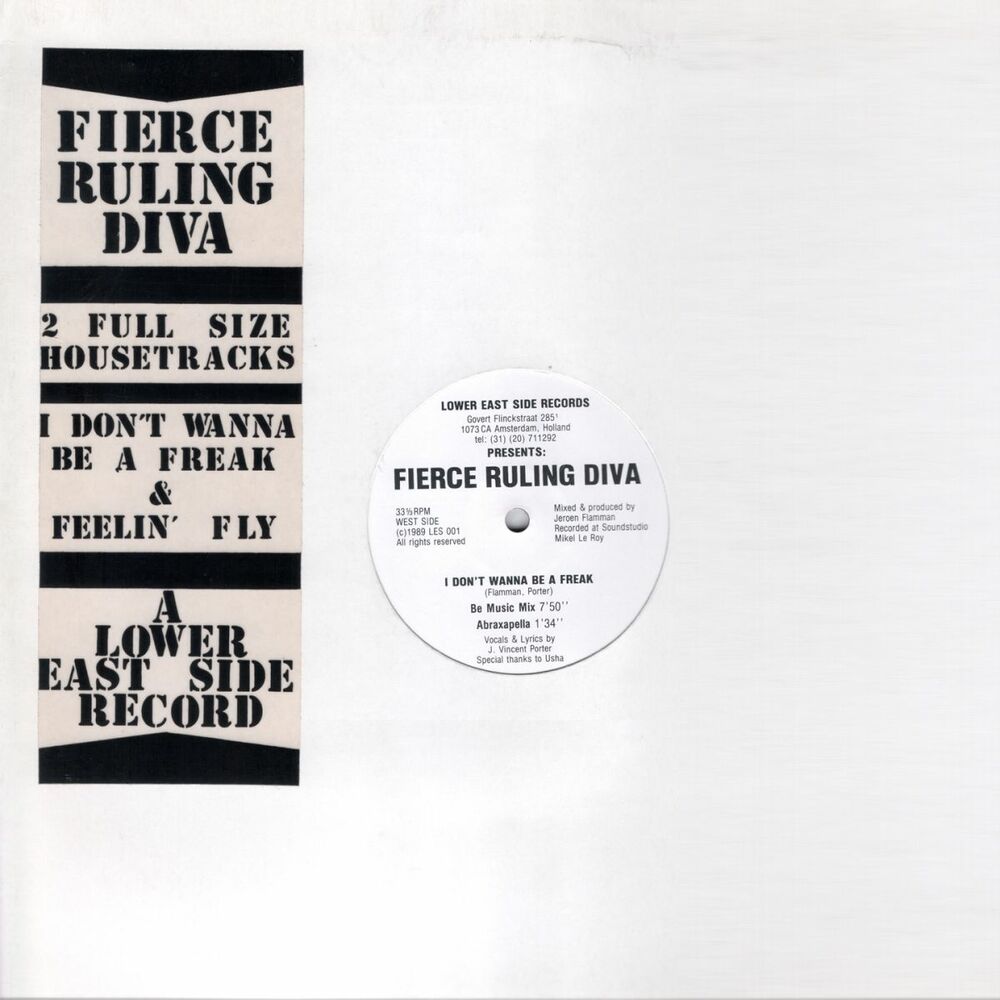 FIERCE
RULING
DIVA
2 FULL SIZE
HOUSETRACKS
I DON'T WANNA
BE A FREAK
&
FEELIN' FLY
A
LOWER
EAST SIDE
RECORD
LOWER EAST SIDE RECORDS
Govert Flinckstraat 285¹
1073 CA Amsterdam, Holland
tel: (31) (20) 711292
PRESENTS:
FIERCE RULING DIVA
33⅓ RPM
WEST SIDE
(c)1989 LES 001
All rights reserved
Mixed & produced by
Jeroen Flamman
Recorded at Soundstudio
Mikel Le Roy
I DON'T WANNA BE A FREAK
(Flamman, Porter)
Be Music Mix 7'50''
Abraxapella 1'34''
Vocals & Lyrics by
J. Vincent Porter
Special thanks to Usha